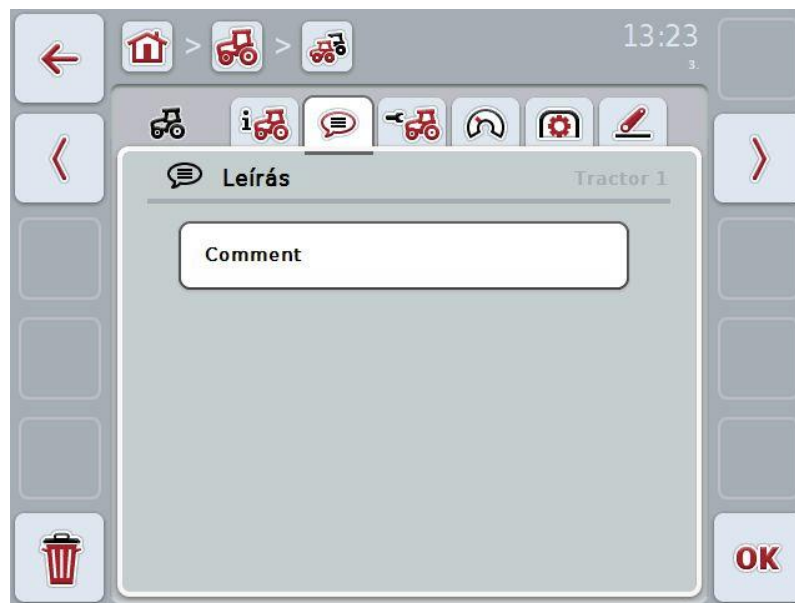 > >
13:23
3.
i
Leírás
Tractor 1
Comment
OK